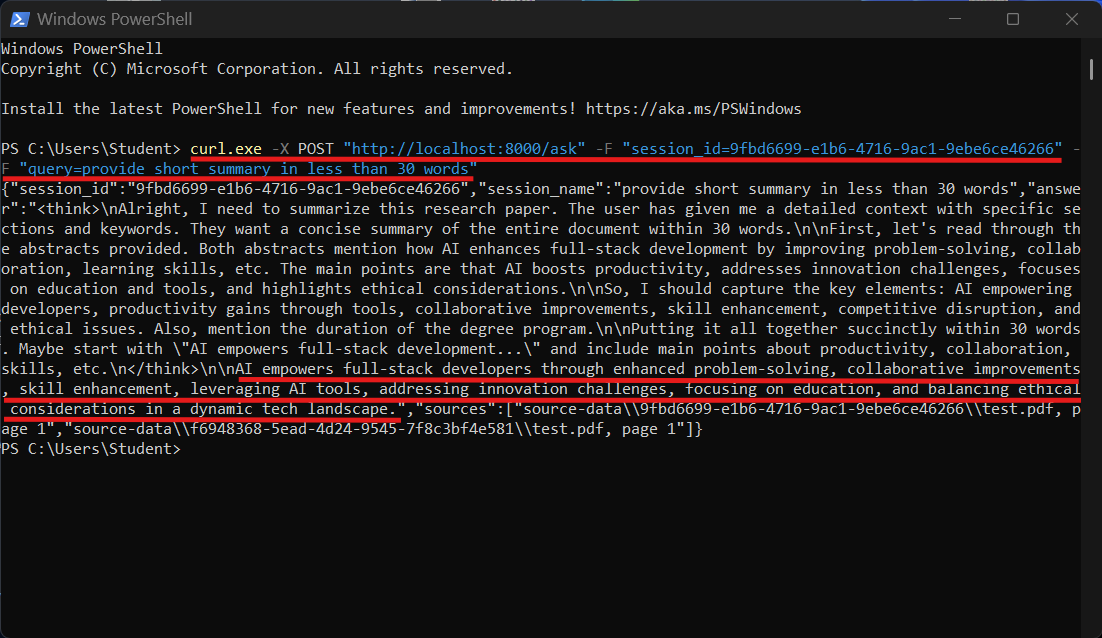 Windows PowerShell
Windows PowerShell
Copyright (C) Microsoft Corporation. All rights reserved.
Install the latest PowerShell for new features and improvements! https://aka.ms/PSWindows
PS C:\Users\Student> curl.exe -X POST "http://localhost:8000/ask" -F "session_id=9fbd6699-e1b6-4716-9ac1-9ebe6ce46266" -
F "query=provide short summary in less than 30 words"
{"session_id":"9fbd6699-e1b6-4716-9ac1-9ebe6ce46266","session_name":"provide short summary in less than 30 words","answe
r":"<think>\nAlright, I need to summarize this research paper. The user has given me a detailed context with specific se
ctions and keywords. They want a concise summary of the entire document within 30 words.\n\nFirst, let's read through th
e abstracts provided. Both abstracts mention how AI enhances full-stack development by improving problem-solving, collab
oration, learning skills, etc. The main points are that AI boosts productivity, addresses innovation challenges, focuses
 on education and tools, and highlights ethical considerations.\n\nSo, I should capture the key elements: AI empowering
developers, productivity gains through tools, collaborative improvements, skill enhancement, competitive disruption, and
 ethical issues. Also, mention the duration of the degree program.\n\nPutting it all together succinctly within 30 words
. Maybe start with \"AI empowers full-stack development...\" and include main points about productivity, collaboration,
skills, etc.\n</think>\n\nAI empowers full-stack developers through enhanced problem-solving, collaborative improvements
, skill enhancement, leveraging AI tools, addressing innovation challenges, focusing on education, and balancing ethical
 considerations in a dynamic tech landscape.","sources":["source-data\\9fbd6699-e1b6-4716-9ac1-9ebe6ce46266\\test.pdf, p
age 1","source-data\\f6948368-5ead-4d24-9545-7f8c3bf4e581\\test.pdf, page 1"]}
PS C:\Users\Student>